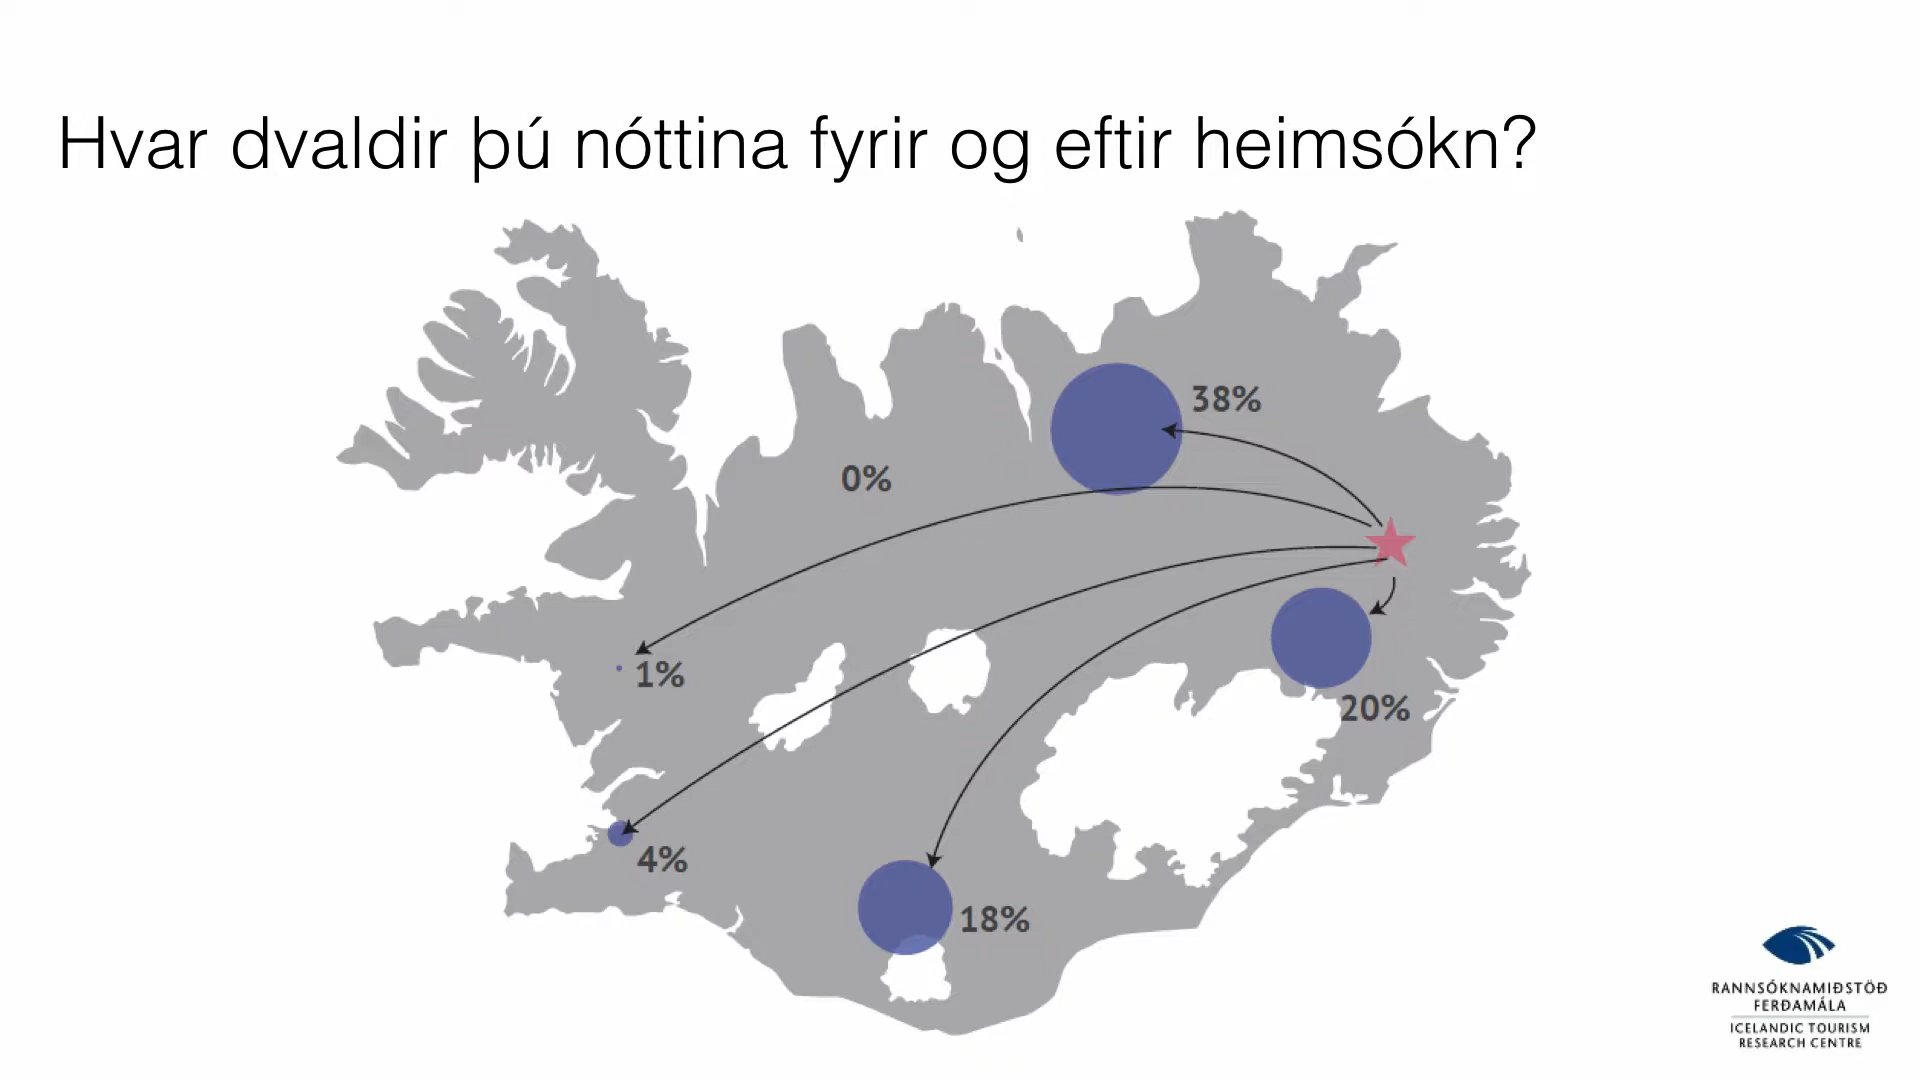 Hvar dvaldir þú nóttina fyrir og eftir heimsókn?
38%
0%
1%
20%
4%
18%
RANNSÓKNAMIÐSTÖÐ
FERÐAMÁLA
ICELANDIC TOURISM
RESEARCH CENTRE